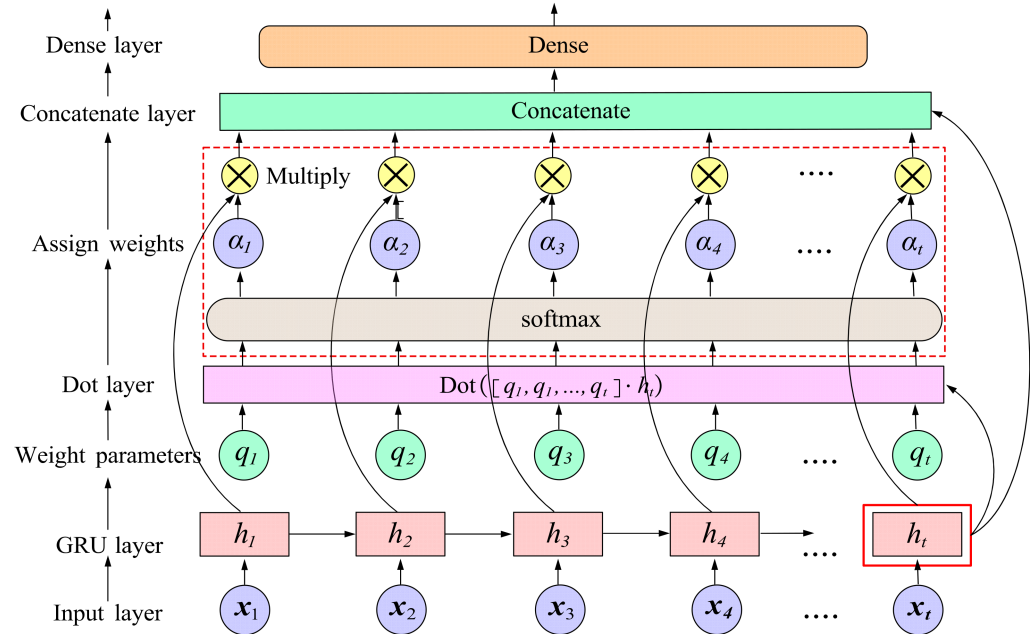 Dense layer Dense
Concatenate layer Concatenate
Multiply ....
Assign weights α1 α2 α3 α4 .... αt
softmax
Dot layer Dot([q1,q1,...,qt]·ht)
Weight parameters q1 q2 q3 q4 .... qt
GRU layer h1 h2 h3 h4 .... ht
Input layer x1 x2 x3 x4 .... xt